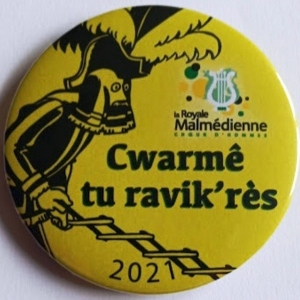 la Royale
Malmédienne
CHŒUR D'HOMMES
Cwarmê
tu ravik'rès
2021